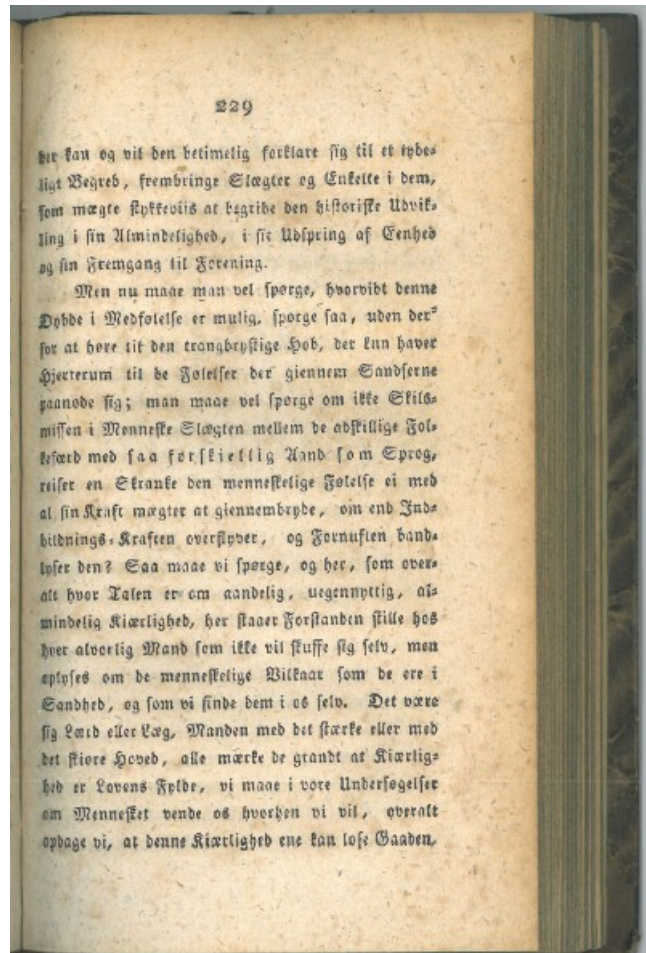 229
der kan og vil den betimelig forklare sig til et tyde-
ligt Begreb, frembringe Slægter og Enkelte i dem,
som mægte stykkeviis at begribe den historiske Udvik-
ling i sin Almindelighed, i sit Udspring af Eenhed
og sin Fremgang til Forening.
Men nu maae man vel spørge, hvorvidt denne
Dybde i Medfølelse er mulig, spørge saa, uden der-
for at høre til den trangbrystige Hob, der kun haver
Hjerterum til de Følelser der giennem Sandserne
paanøde sig; man maae vel spørge om ikke Skils-
missen i Menneske Slægten mellem de adskillige Fol-
kefærd med saa forskiellig Aand som Sprog,
reiser en Skranke den menneskelige Følelse ei med
al sin Kraft mægter at giennembryde, om end Ind-
bildnings-Kraften overflyver, og Fornuften band-
lyser den? Saa maae vi spørge, og her, som over-
alt hvor Talen er om aandelig, uegennyttig, al-
mindelig Kiærlighed, her staaer Forstanden stille hos
hver alvorlig Mand som ikke vil skuffe sig selv, men
oplyses om de menneskelige Vilkaar som de ere i
Sandhed, og som vi finde dem i os selv. Det være
sig Lærd eller Læg, Manden med det stærke eller med
det skiøre Hoved, alle mærke de grandt at Kiærlig-
hed er Lovens Fylde, vi maae i vore Undersøgelser
om Mennesket vende os hvorhen vi vil, overalt
opdage vi, at denne Kiærlighed ene kan løse Gaaden,